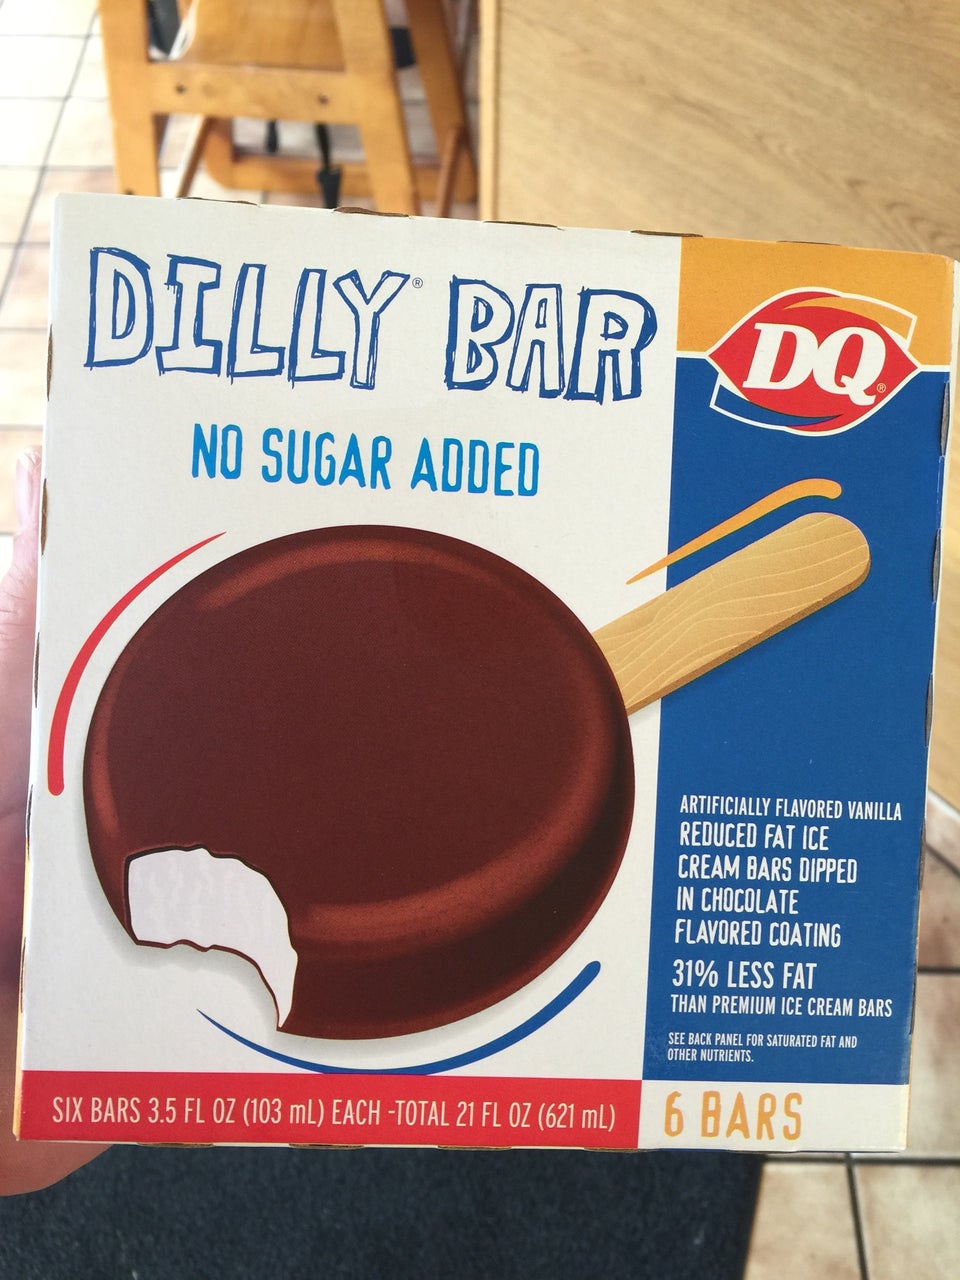 DILLY® BAR
NO SUGAR ADDED
DQ®
ARTIFICIALLY FLAVORED VANILLA
REDUCED FAT ICE
CREAM BARS DIPPED
IN CHOCOLATE
FLAVORED COATING
31% LESS FAT
THAN PREMIUM ICE CREAM BARS
SEE BACK PANEL FOR SATURATED FAT AND
OTHER NUTRIENTS.
SIX BARS 3.5 FL OZ (103 mL) EACH -TOTAL 21 FL OZ (621 mL)
6 BARS